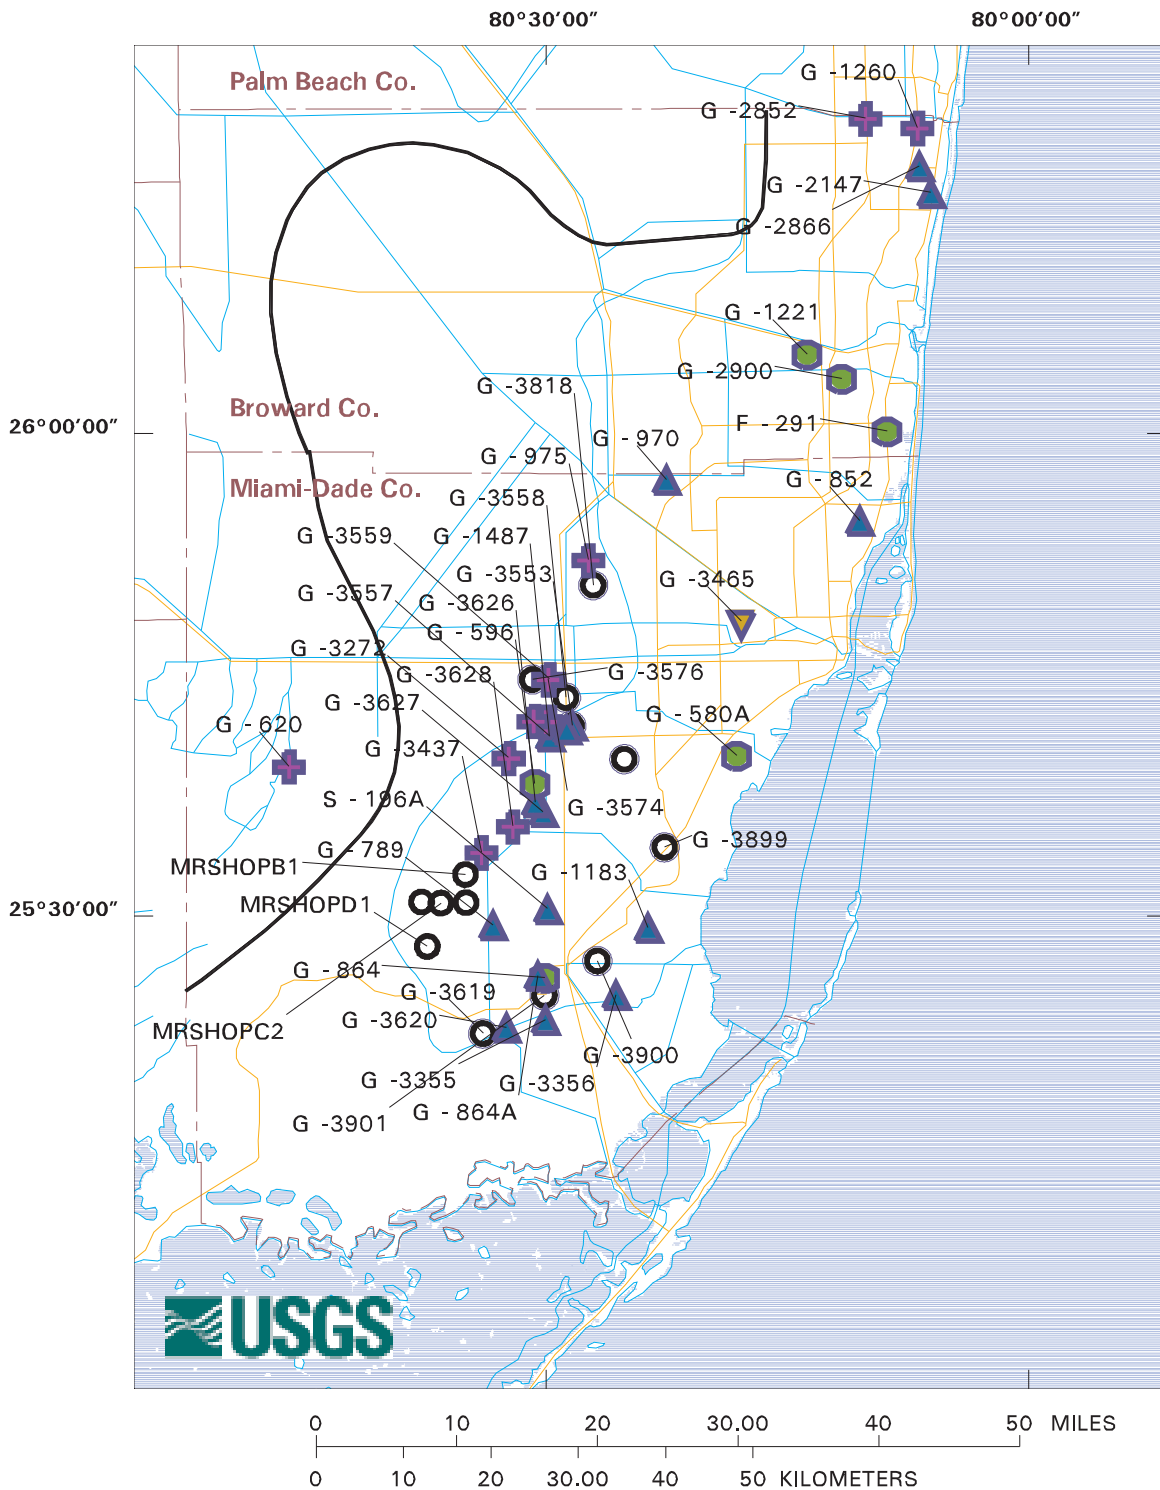 80°30'00" 80°00'00"
Palm Beach Co.
G -1260
G -2852
G -2147
G -2866
G -1221
G -2900
G -3818
Broward Co.
F - 291
26°00'00"
G - 970
G - 975
G - 852
Miami-Dade Co.
G -3558
G -3559
G -1487
G -3553
G -3465
G -3557
G -3626
G - 596
G -3272
G -3628
G -3576
G -3627
G - 580A
G - 620
G -3437
S - 196A
G -3574
G -3899
G - 789
MRSHOPB1
G -1183
MRSHOPD1
25°30'00"
G - 864
G -3619
G -3620
MRSHOPC2
G -3900
G -3355
G -3356
G - 864A
G -3901
USGS
0 10 20 30.00 40 50 MILES
0 10 20 30.00 40 50 KILOMETERS